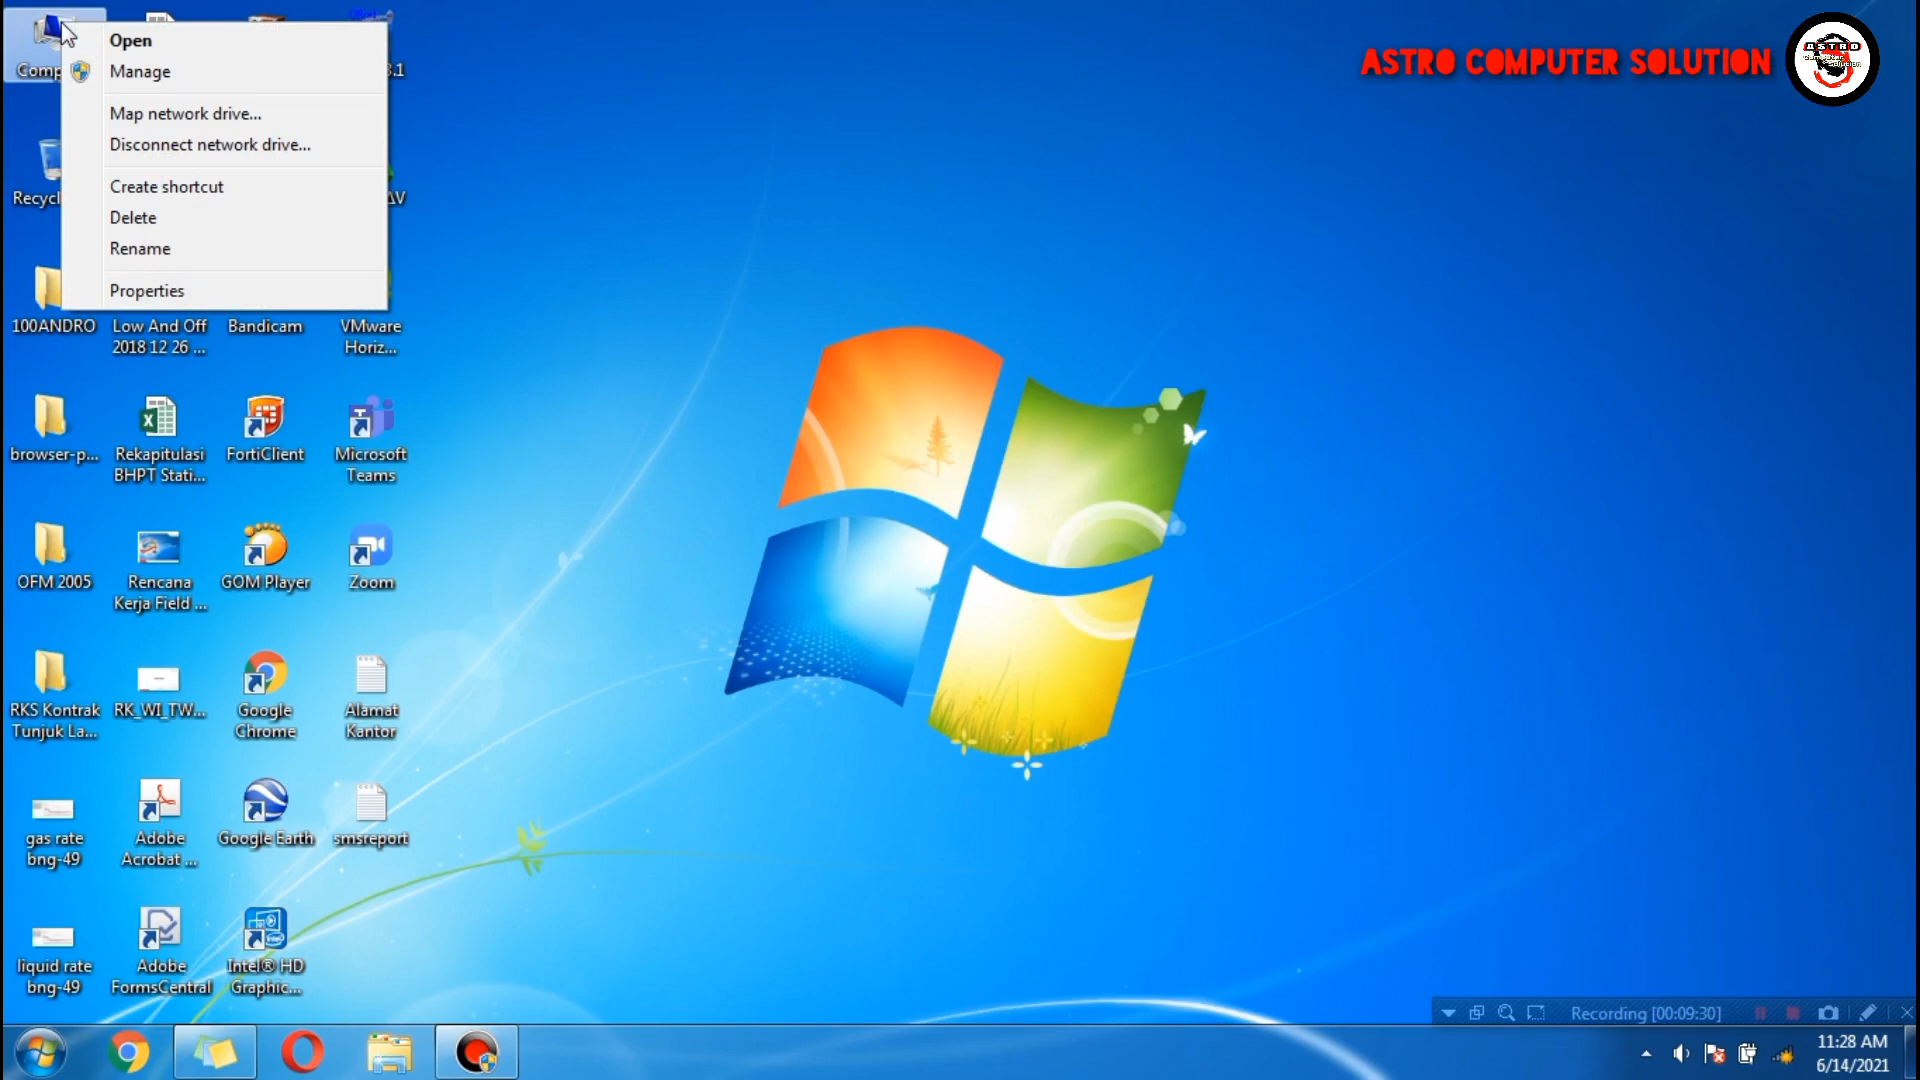 Open
Manage
Map network drive...
Disconnect network drive...
Create shortcut
Delete
Rename
Properties
ASTRO COMPUTER SOLUTION
ASTRO
100ANDRO
Low And Off
2018 12 26 ...
Bandicam
VMware
Horiz...
browser-p...
Rekapitulasi
BHPT Stati...
FortiClient
Microsoft
Teams
OFM 2005
Rencana
Kerja Field ...
GOM Player
Zoom
RKS Kontrak
Tunjuk La...
RK_WI_TW...
Google
Chrome
Alamat
Kantor
gas rate
bng-49
Adobe
Acrobat ...
Google Earth
smsreport
liquid rate
bng-49
Adobe
FormsCentral
Intel® HD
Graphic...
Recording [00:09:30]
11:28 AM
6/14/2021